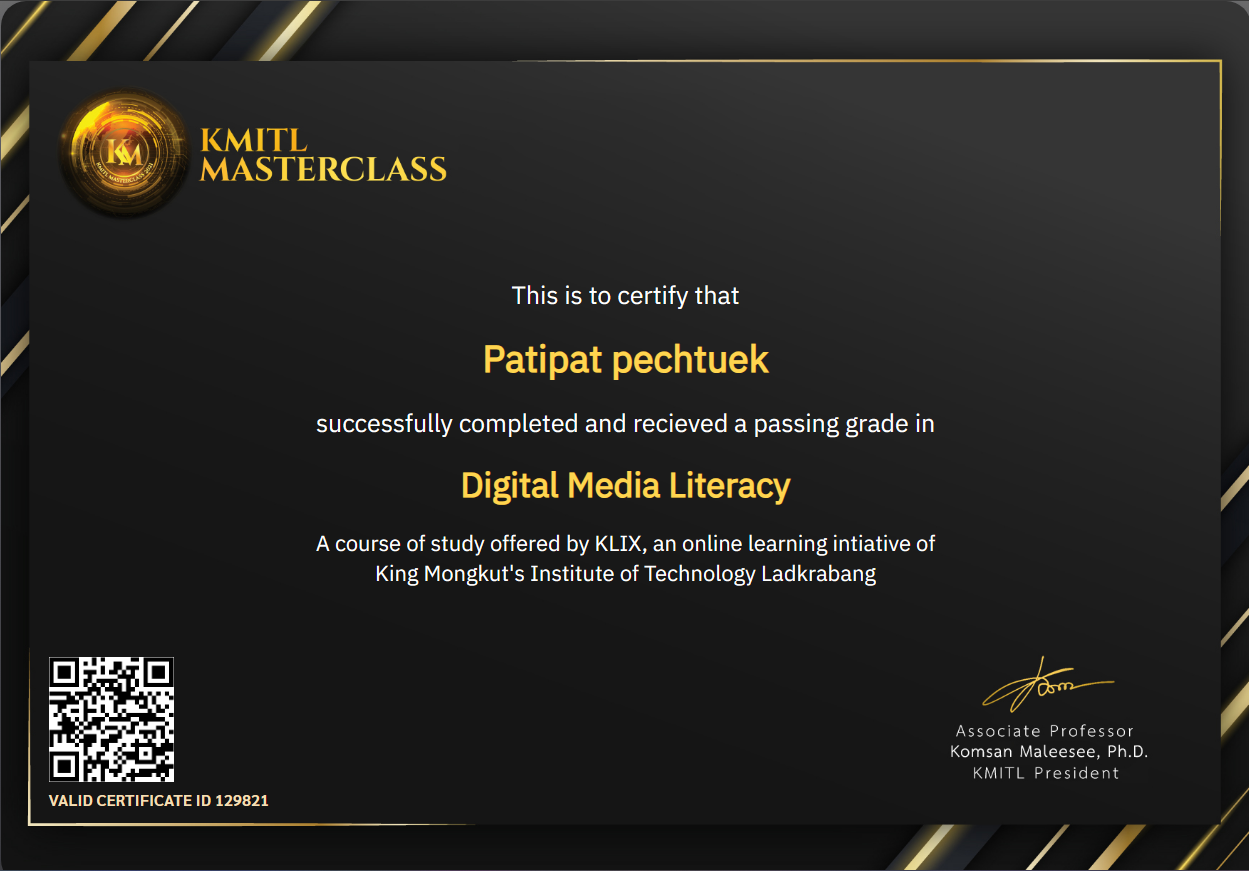 KMITL
MASTERCLASS
KM
KMITL MASTERCLASS 2021
This is to certify that
Patipat pechtuek
successfully completed and recieved a passing grade in
Digital Media Literacy
A course of study offered by KLIX, an online learning intiative of
King Mongkut's Institute of Technology Ladkrabang
VALID CERTIFICATE ID 129821
Associate Professor
Komsan Maleesee, Ph.D.
KMITL President